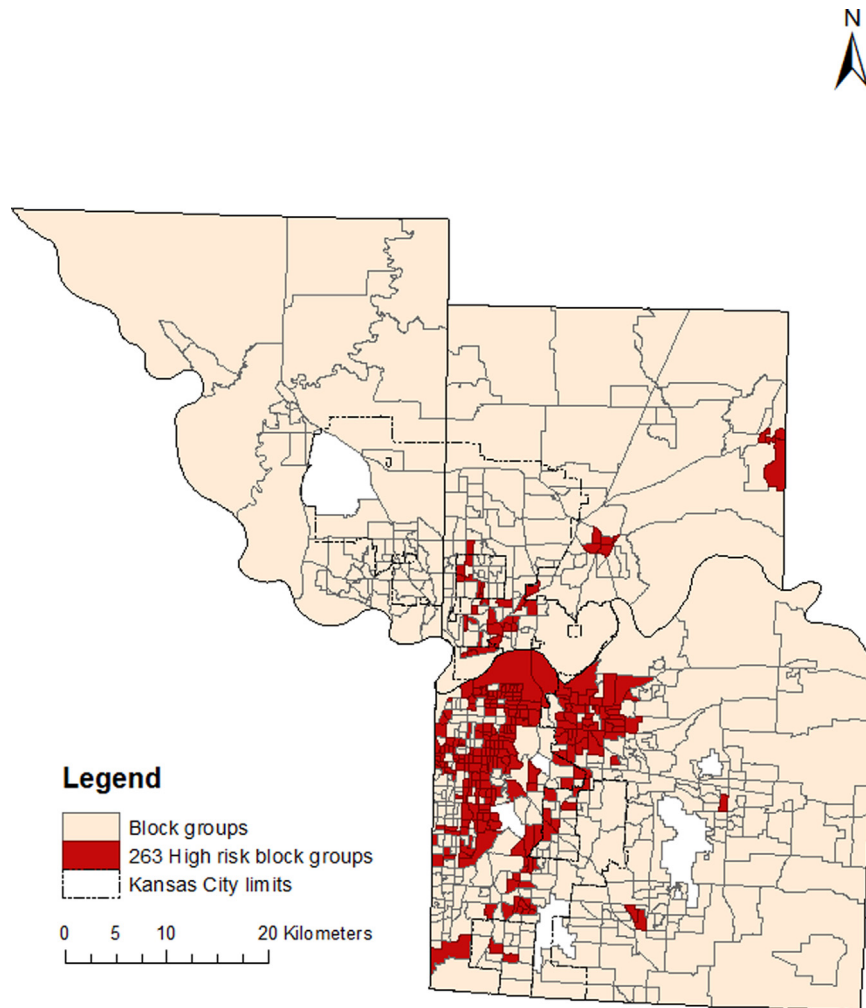 N
Legend
Block groups
263 High risk block groups
Kansas City limits
0 5 10 20 Kilometers